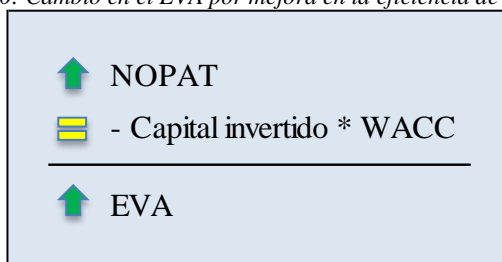 Cambio en el EVA por mejora en la eficiencia de
NOPAT
- Capital invertido * WACC
EVA